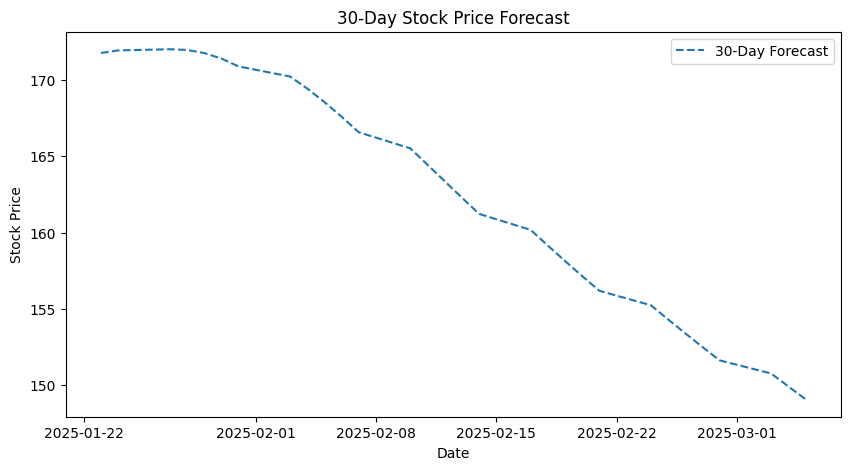 30-Day Stock Price Forecast
30-Day Forecast
Stock Price
170
165
160
155
150
2025-01-22 2025-02-01 2025-02-08 2025-02-15 2025-02-22 2025-03-01
Date